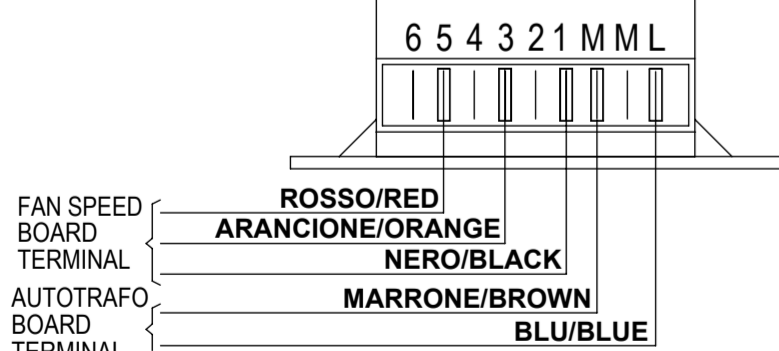 6 5 4 3 2 1 M M L
ROSSO/RED
FAN SPEED
BOARD
TERMINAL
ARANCIONE/ORANGE
NERO/BLACK
AUTOTRAFO
BOARD
TERMINAL
MARRONE/BROWN
BLU/BLUE